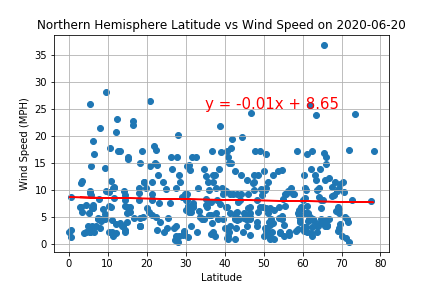 Northern Hemisphere Latitude vs Wind Speed on 2020-06-20
Wind Speed (MPH)
35
30
25
20
15
10
5
0
y = -0.01x + 8.65
0 10 20 30 40 50 60 70 80
Latitude